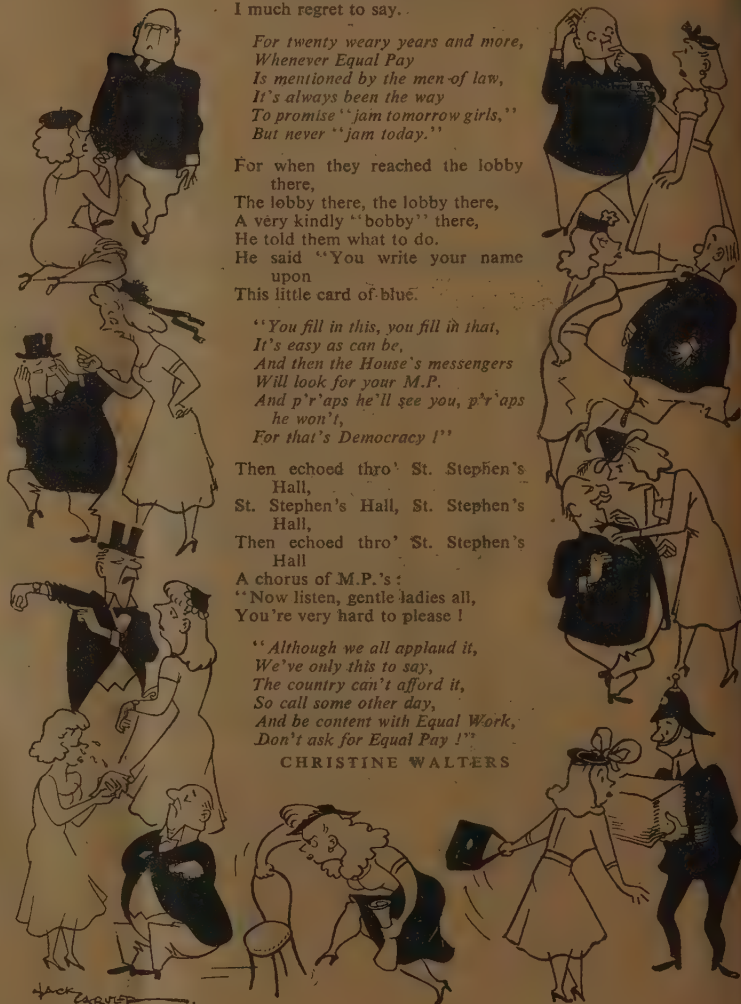 I much regret to say.
For twenty weary years and more,
Whenever Equal Pay
Is mentioned by the men of law,
It's always been the way
To promise "jam tomorrow girls,"
But never "jam today."
For when they reached the lobby
there,
The lobby there, the lobby there,
A very kindly "bobby" there,
He told them what to do.
He said "You write your name
upon
This little card of blue.
"You fill in this, you fill in that,
It's easy as can be,
And then the House's messengers
Will look for your M.P.
And p'r'aps he'll see you, p'r'aps
he won't,
For that's Democracy !"
Then echoed thro' St. Stephen's
Hall,
St. Stephen's Hall, St. Stephen's
Hall,
Then echoed thro' St. Stephen's
Hall
A chorus of M.P.'s :
"Now listen, gentle ladies all,
You're very hard to please !
"Although we all applaud it,
We've only this to say,
The country can't afford it,
So call some other day,
And be content with Equal Work,
Don't ask for Equal Pay !"
CHRISTINE WALTERS
JACK